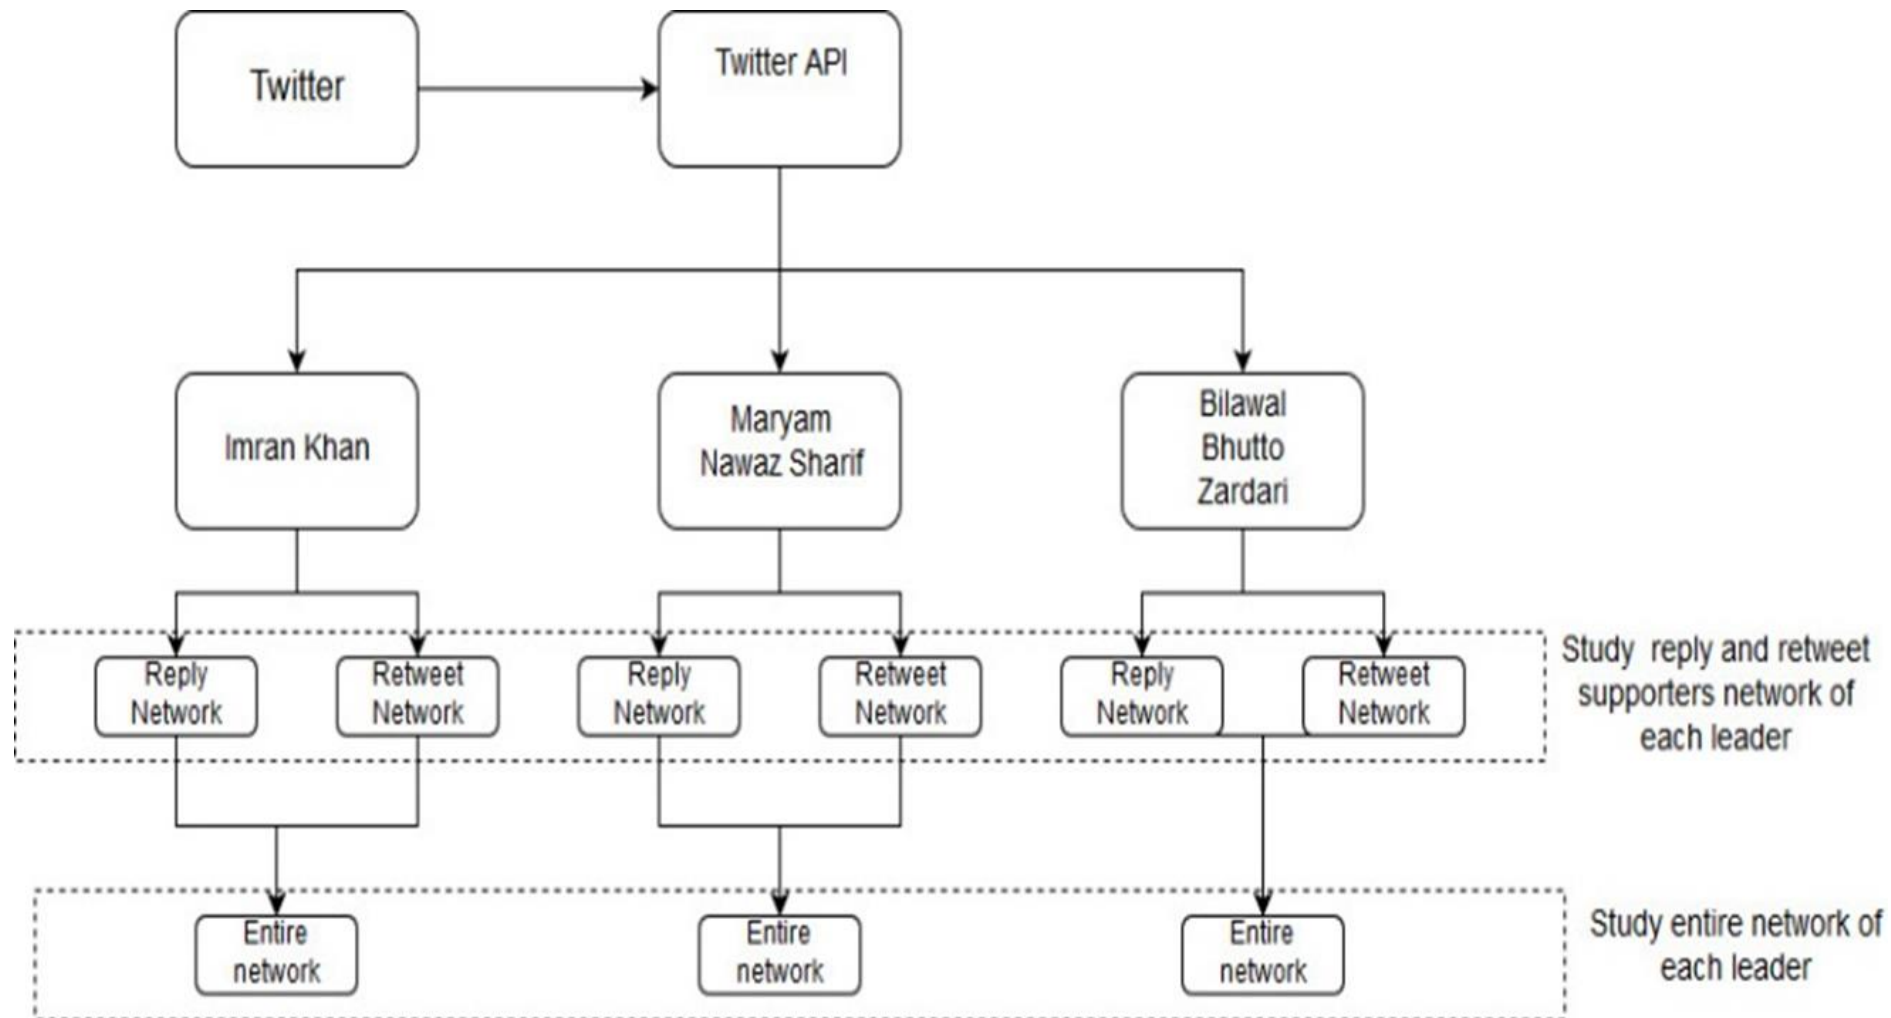 Twitter
Twitter API
Imran Khan
Maryam
Nawaz Sharif
Bilawal
Bhutto
Zardari
Reply
Network
Retweet
Network
Reply
Network
Retweet
Network
Reply
Network
Retweet
Network
Study reply and retweet
supporters network of
each leader
Entire
network
Entire
network
Entire
network
Study entire network of
each leader